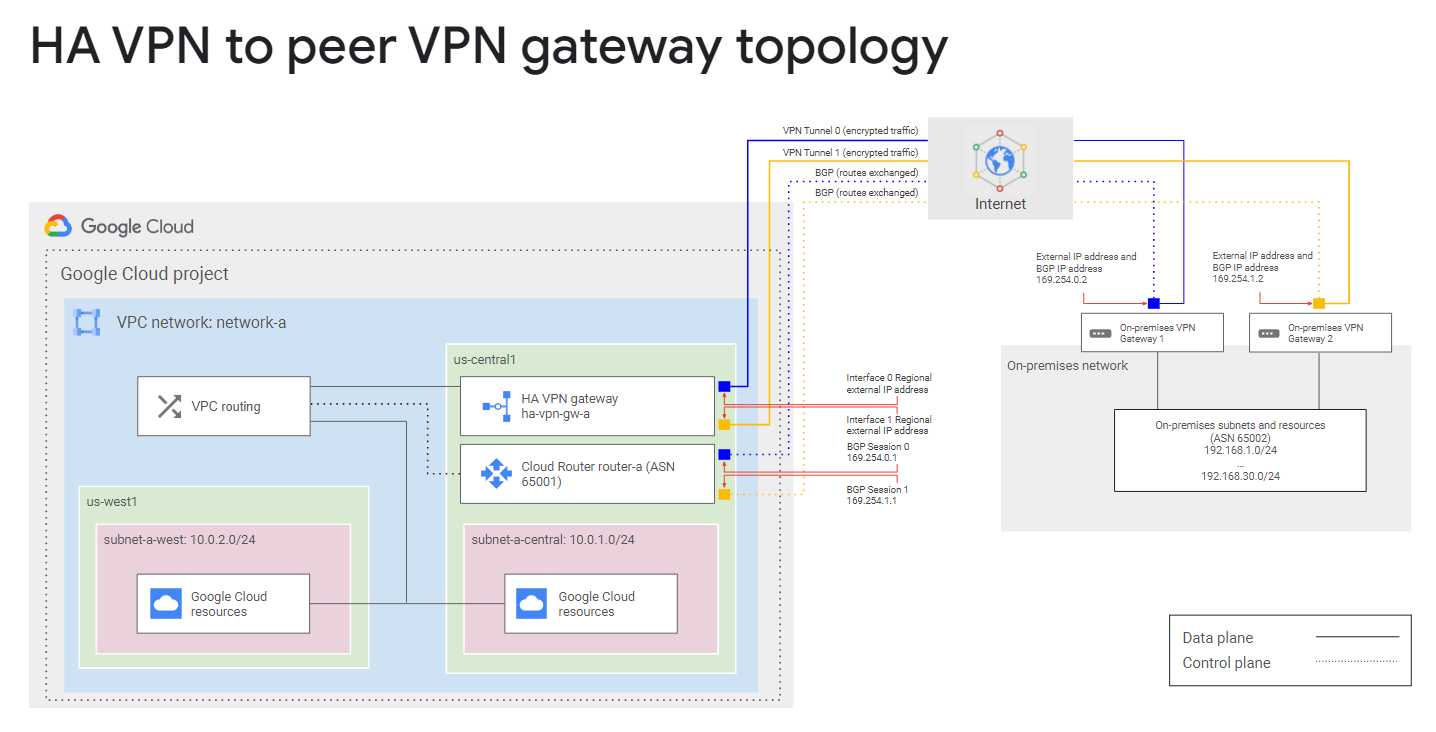 HA VPN to peer VPN gateway topology
VPN Tunnel 0 (encrypted traffic)
VPN Tunnel 1 (encrypted traffic)
BGP (routes exchanged)
BGP (routes exchanged)
Internet
Google Cloud
Google Cloud project
VPC network: network-a
External IP address and
BGP IP address
169.254.0.2
External IP address and
BGP IP address
169.254.1.2
On-premises VPN
Gateway 1
On-premises VPN
Gateway 2
On-premises network
us-central1
VPC routing
HA VPN gateway
ha-vpn-gw-a
Interface 0 Regional
external IP address
Interface 1 Regional
external IP address
BGP Session 0
169.254.0.1
Cloud Router router-a (ASN
65001)
BGP Session 1
169.254.1.1
On-premises subnets and resources
(ASN 65002)
192.168.1.0/24
...
192.168.30.0/24
us-west1
subnet-a-west: 10.0.2.0/24
Google Cloud
resources
subnet-a-central: 10.0.1.0/24
Google Cloud
resources
Data plane
Control plane